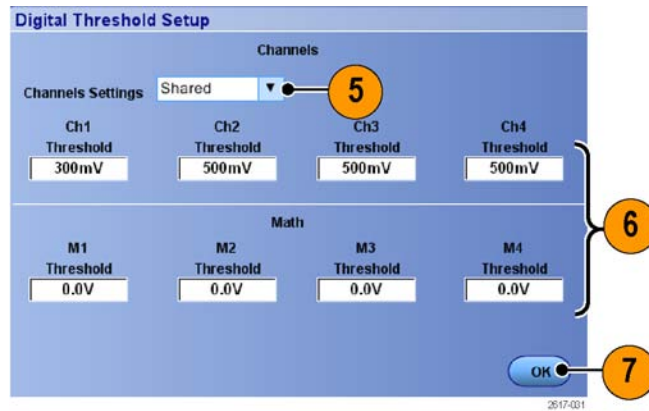 Digital Threshold Setup
Channels
Channels Settings Shared 5
Ch1 Ch2 Ch3 Ch4
Threshold Threshold Threshold Threshold
300mV 500mV 500mV 500mV
6
Math
M1 M2 M3 M4
Threshold Threshold Threshold Threshold
0.0V 0.0V 0.0V 0.0V
OK 7
2617-031